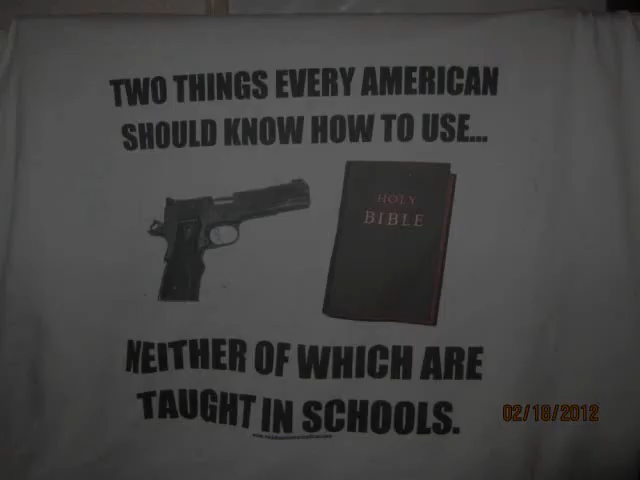 TWO THINGS EVERY AMERICAN
SHOULD KNOW HOW TO USE...
HOLY
BIBLE
NEITHER OF WHICH ARE
TAUGHT IN SCHOOLS.
02/18/2012